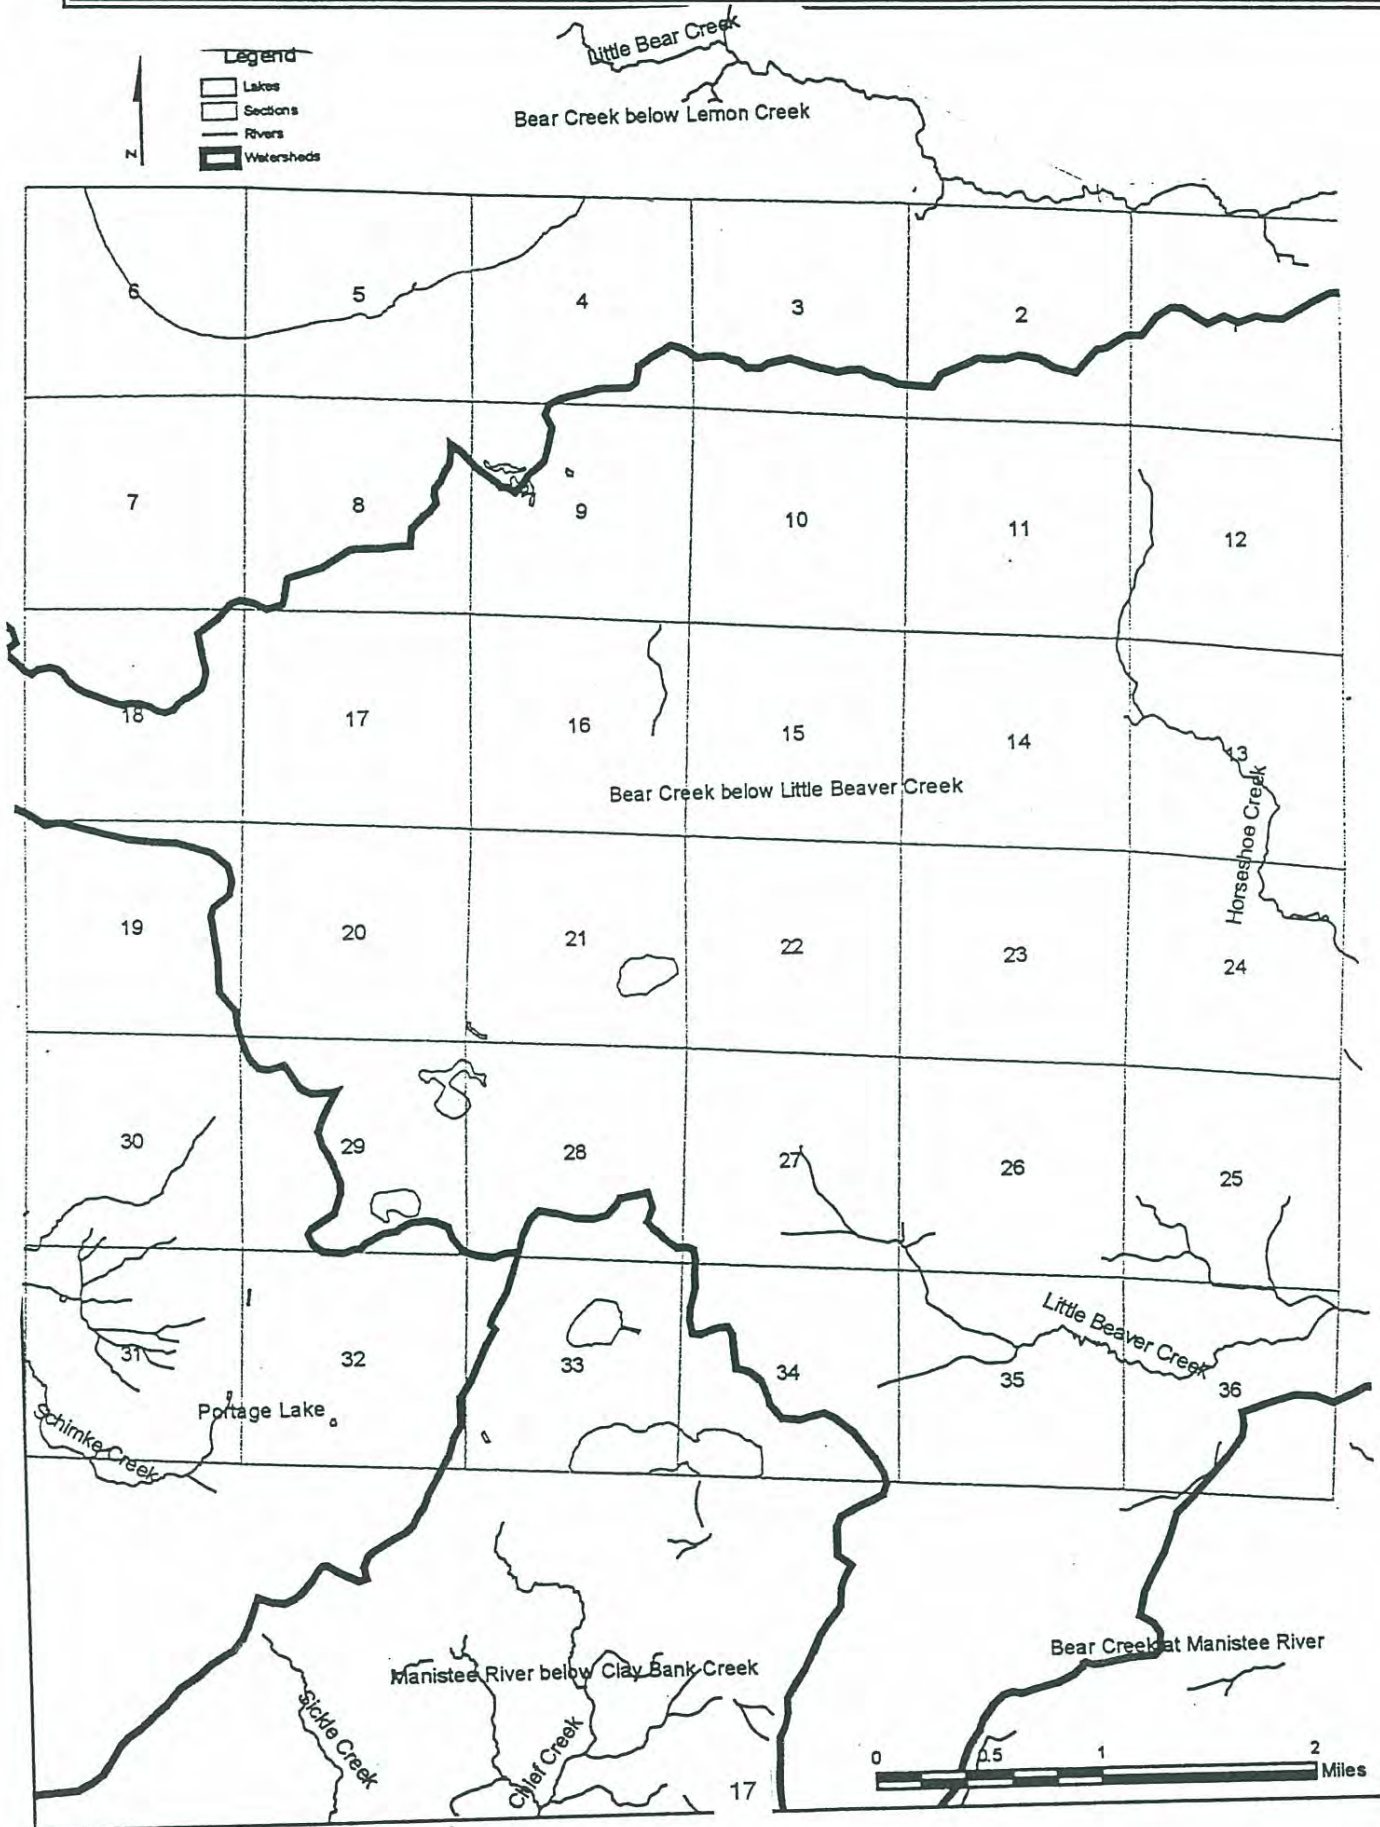 Little Bear Creek
Legend
Lakes
Sections
Rivers
Watersheds
N
Bear Creek below Lemon Creek
6
5
4
3
2
7
8
9
10
11
12
18
17
16
15
14
13
Bear Creek below Little Beaver Creek
Horseshoe Creek
19
20
21
22
23
24
30
29
28
27
26
25
Little Beaver Creek
31
32
33
34
35
36
Portage Lake
Schimke Creek
Bear Creek at Manistee River
Manistee River below Clay Bank Creek
Sickle Creek
Chief Creek
17
0 0.5 1 2
Miles